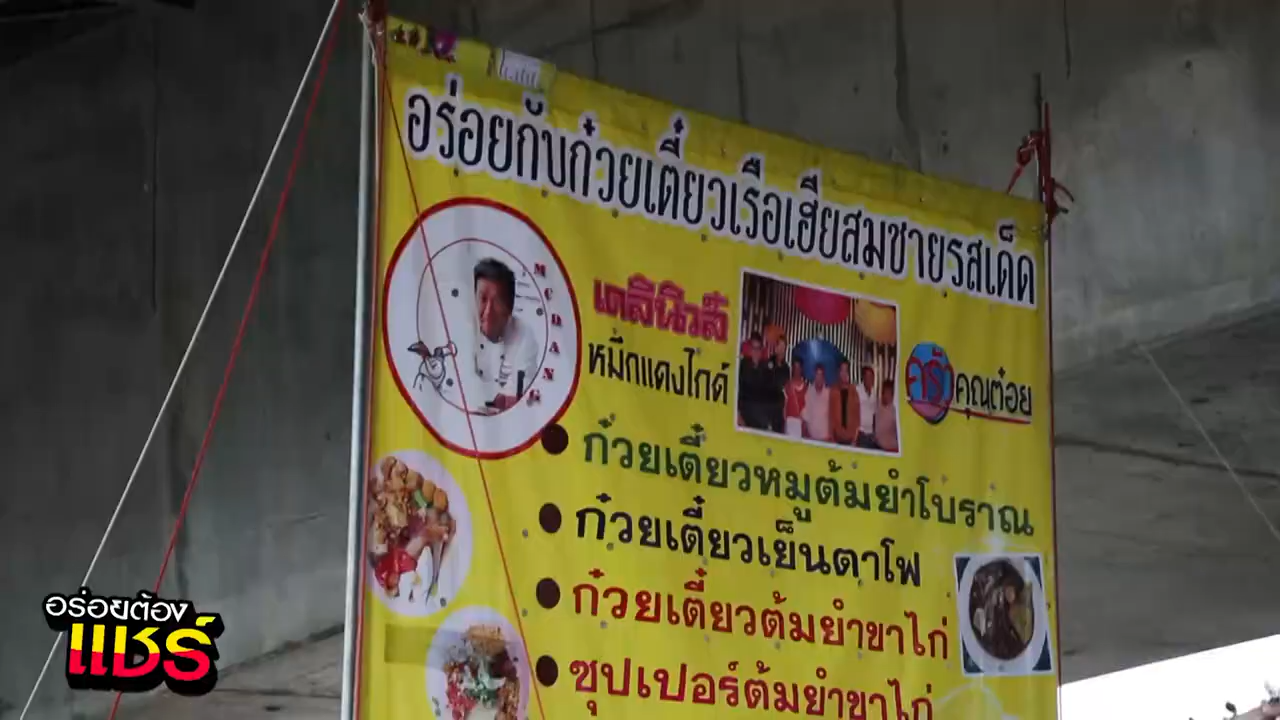 อร่อยกับก๋วยเตี๋ยวเรือเฮียสมชายรสเด็ด
MCDANG
เดลินิวส์
หมึกแดงไกด์
ครัว
คุณต๋อย
ก๋วยเตี๋ยวหมูต้มยำโบราณ
ก๋วยเตี๋ยวเย็นตาโฟ
ก๋วยเตี๋ยวต้มยำขาไก่
ซุปเปอร์ต้มยำขาไก่
อร่อยต้อง
แชร์